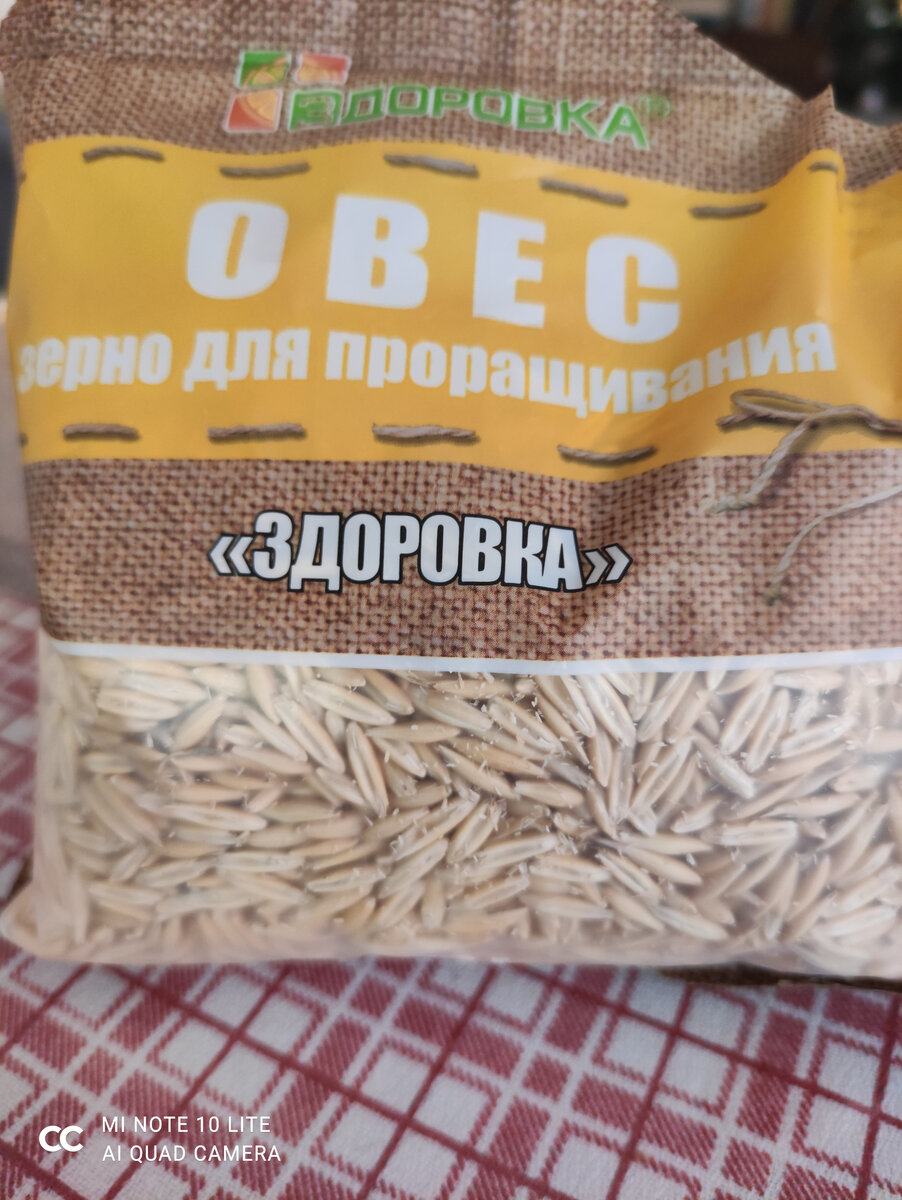 ЗДОРОВКА®
ОВЕС
зерно для проращивания
«ЗДОРОВКА»
MI NOTE 10 LITE
AI QUAD CAMERA